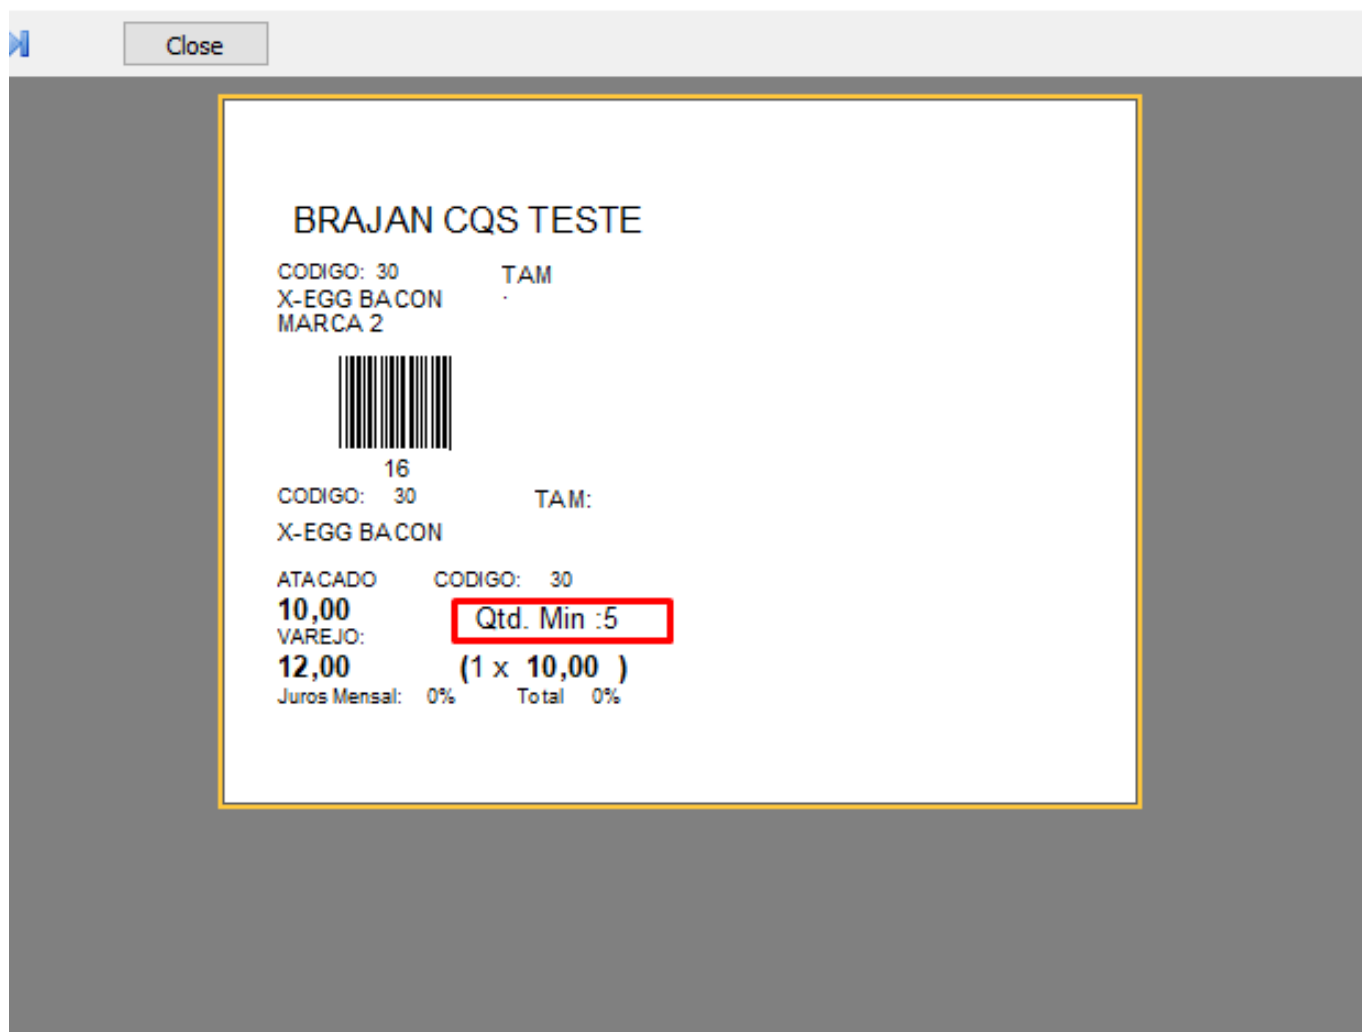 Close
BRAJAN CQS TESTE
CODIGO: 30 TAM
X-EGG BACON .
MARCA 2
16
CODIGO: 30 TAM:
X-EGG BACON
ATACADO CODIGO: 30
10,00 Qtd. Min :5
VAREJO:
12,00 (1 x 10,00 )
Juros Mensal: 0% Total 0%